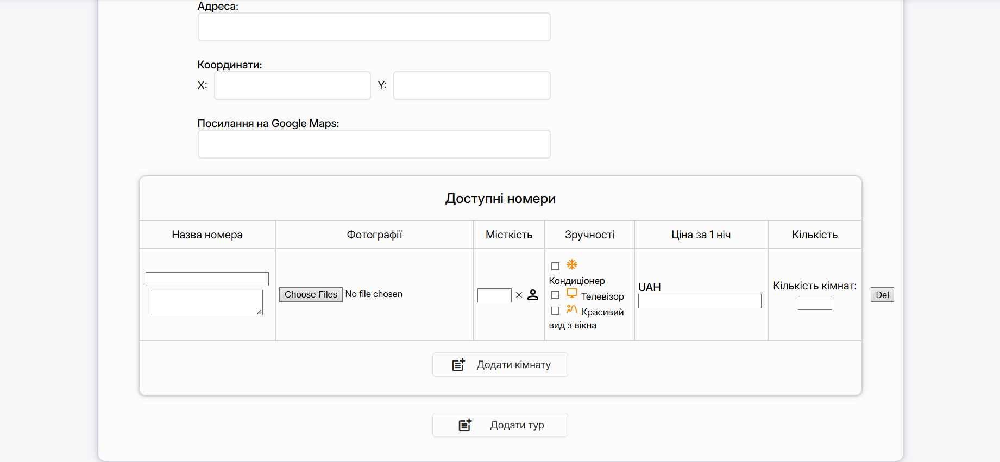 Адреса:
Координати:
X: Y:
Посилання на Google Maps:
Доступні номери
Назва номера Фотографії Місткість Зручності Ціна за 1 ніч Кількість
Choose Files No file chosen
×
Кондиціонер
Телевізор
Красивий
вид з вікна
UAH
Кількість кімнат:
Del
Додати кімнату
Додати тур